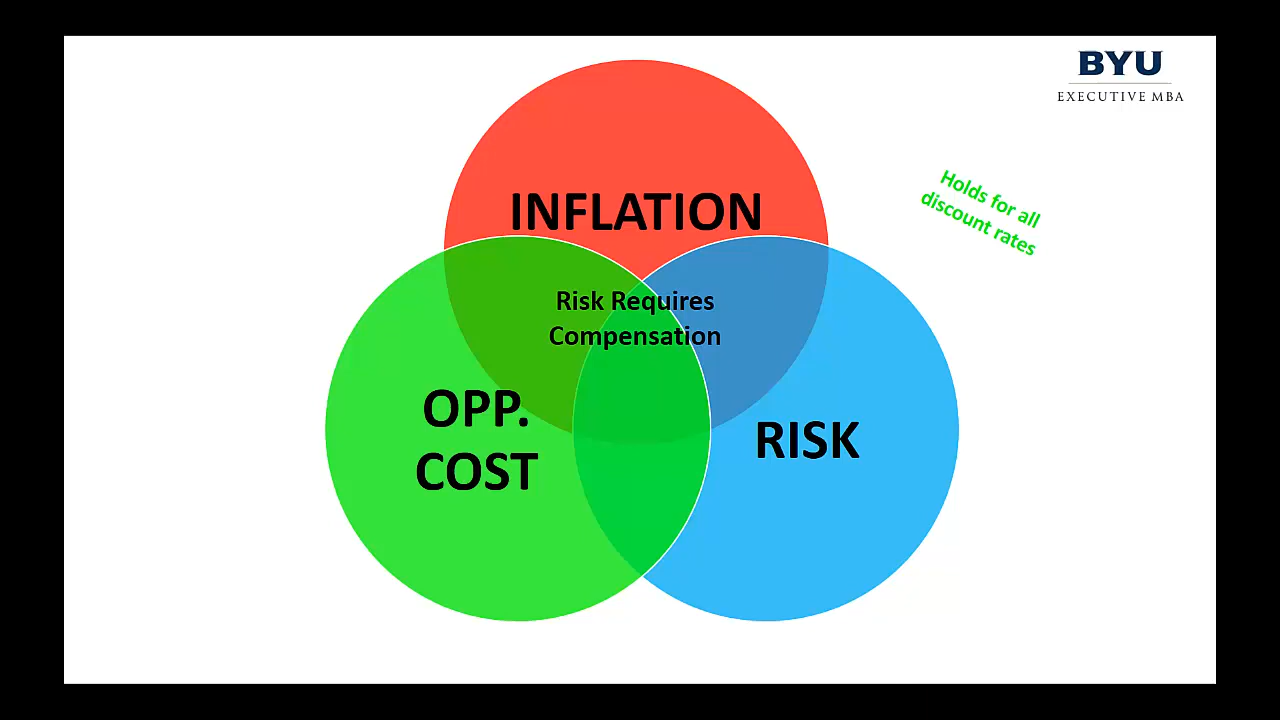 BYU
EXECUTIVE MBA
Holds for all
discount rates
INFLATION
Risk Requires
Compensation
OPP.
COST
RISK